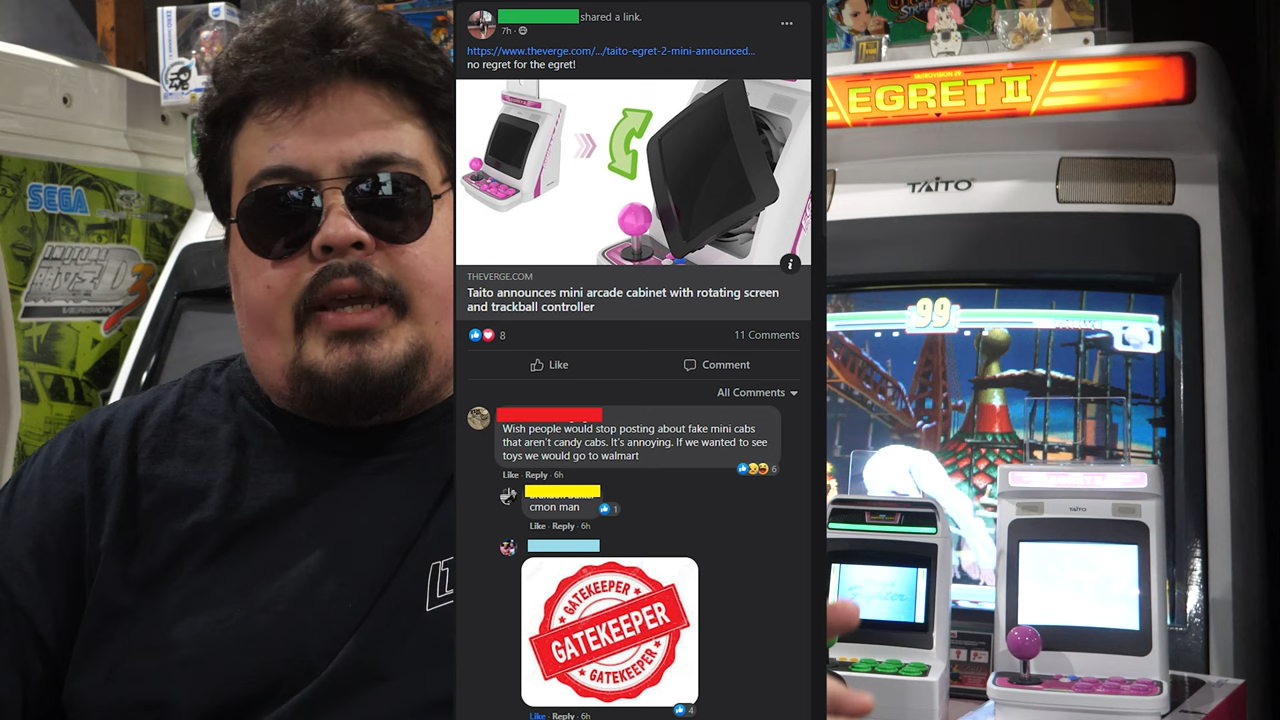 SEGA
INITIAL
D3
VERSION
shared a link.
7h
https://www.theverge.com/.../taito-egret-2-mini-announced...
no regret for the egret!
THEVERGE.COM
Taito announces mini arcade cabinet with rotating screen
and trackball controller
8
11 Comments
Like
Comment
All Comments
Wish people would stop posting about fake mini cabs
that aren't candy cabs. It's annoying. If we wanted to see
toys we would go to walmart
6
Like · Reply · 6h
cmon man
1
Like · Reply · 6h
GATEKEEPER
GATEKEEPER
GATEKEEPER
4
Like · Reply · 6h
EGRET II
TAITO
99
TAITO